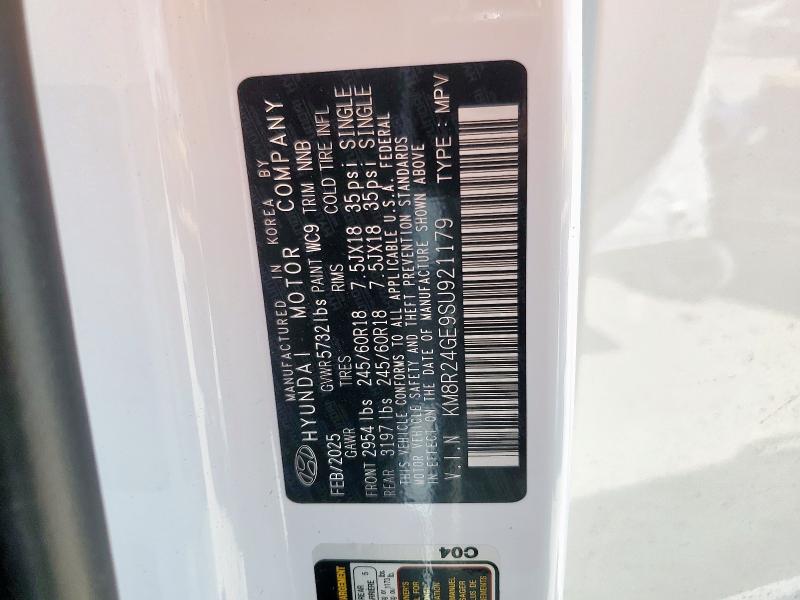 MANUFACTURED IN KOREA BY
HYUNDAI MOTOR COMPANY
FEB/2025 GVWR 5732 lbs PAINT WC9 TRIM NNB
GAWR TIRES RIMS COLD TIRE INFL
FRONT 2954 lbs 245/60R18 7.5JX18 35psi SINGLE
REAR 3197 lbs 245/60R18 7.5JX18 35psi SINGLE
THIS VEHICLE CONFORMS TO ALL APPLICABLE U.S.A. FEDERAL
MOTOR VEHICLE SAFETY AND THEFT PREVENTION STANDARDS
IN EFFECT ON THE DATE OF MANUFACTURE SHOWN ABOVE
V.I.N KM8R24GE9SU921179 TYPE : MPV
C04